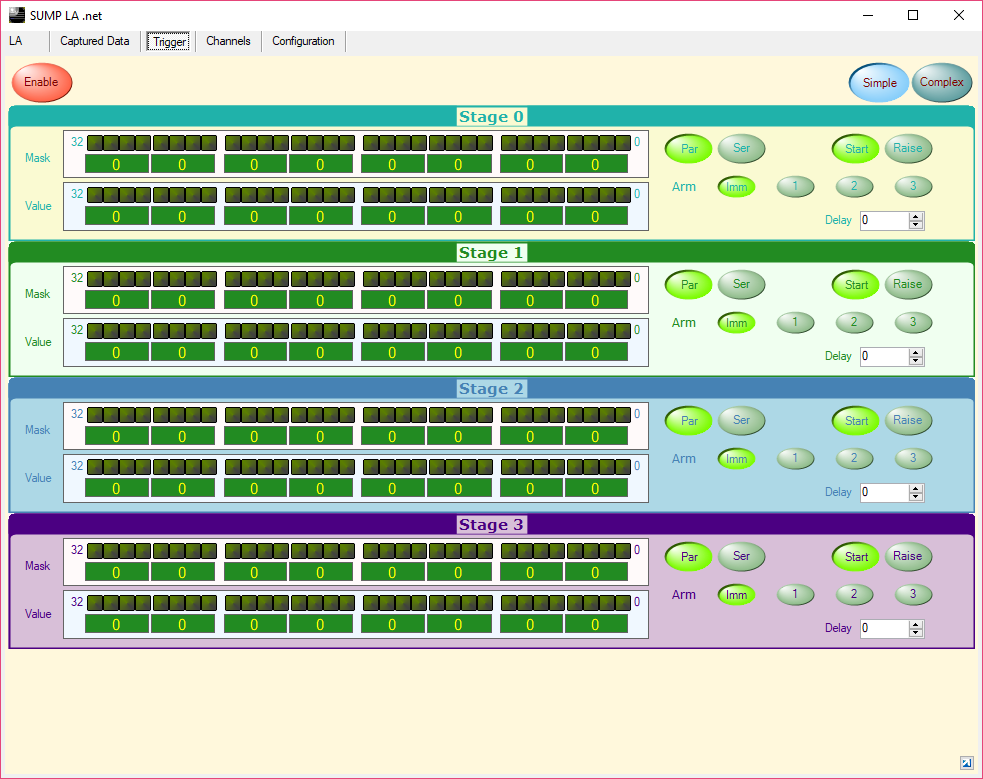 SUMP LA .net
LA Captured Data Trigger Channels Configuration
Enable Simple Complex
Stage 0
Mask 32 0 Par Ser Start Raise
0 0 0 0 0 0 0 0
Arm Imm 1 2 3
Value 32 0
0 0 0 0 0 0 0 0
Delay 0
Stage 1
Mask 32 0 Par Ser Start Raise
0 0 0 0 0 0 0 0
Arm Imm 1 2 3
Value 32 0
0 0 0 0 0 0 0 0
Delay 0
Stage 2
Mask 32 0 Par Ser Start Raise
0 0 0 0 0 0 0 0
Arm Imm 1 2 3
Value 32 0
0 0 0 0 0 0 0 0
Delay 0
Stage 3
Mask 32 0 Par Ser Start Raise
0 0 0 0 0 0 0 0
Arm Imm 1 2 3
Value 32 0
0 0 0 0 0 0 0 0
Delay 0